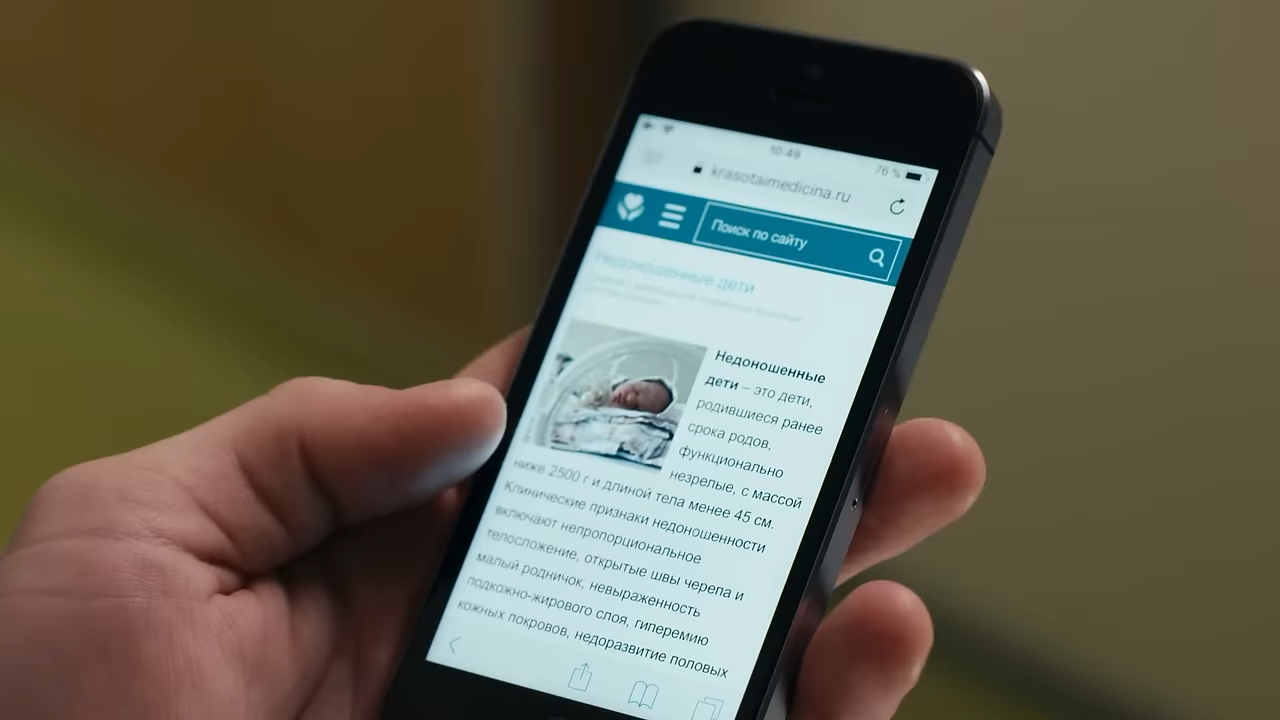 10:49
76 %
krasotaimedicina.ru
Поиск по сайту
Недоношенные дети
Недоношенные
дети – это дети,
родившиеся ранее
срока родов,
функционально
незрелые, с массой
ниже 2500 г и длиной тела менее 45 см.
Клинические признаки недоношенности
включают непропорциональное
телосложение, открытые швы черепа и
малый родничок, невыраженность
подкожно-жирового слоя, гиперемию
кожных покровов, недоразвитие половых